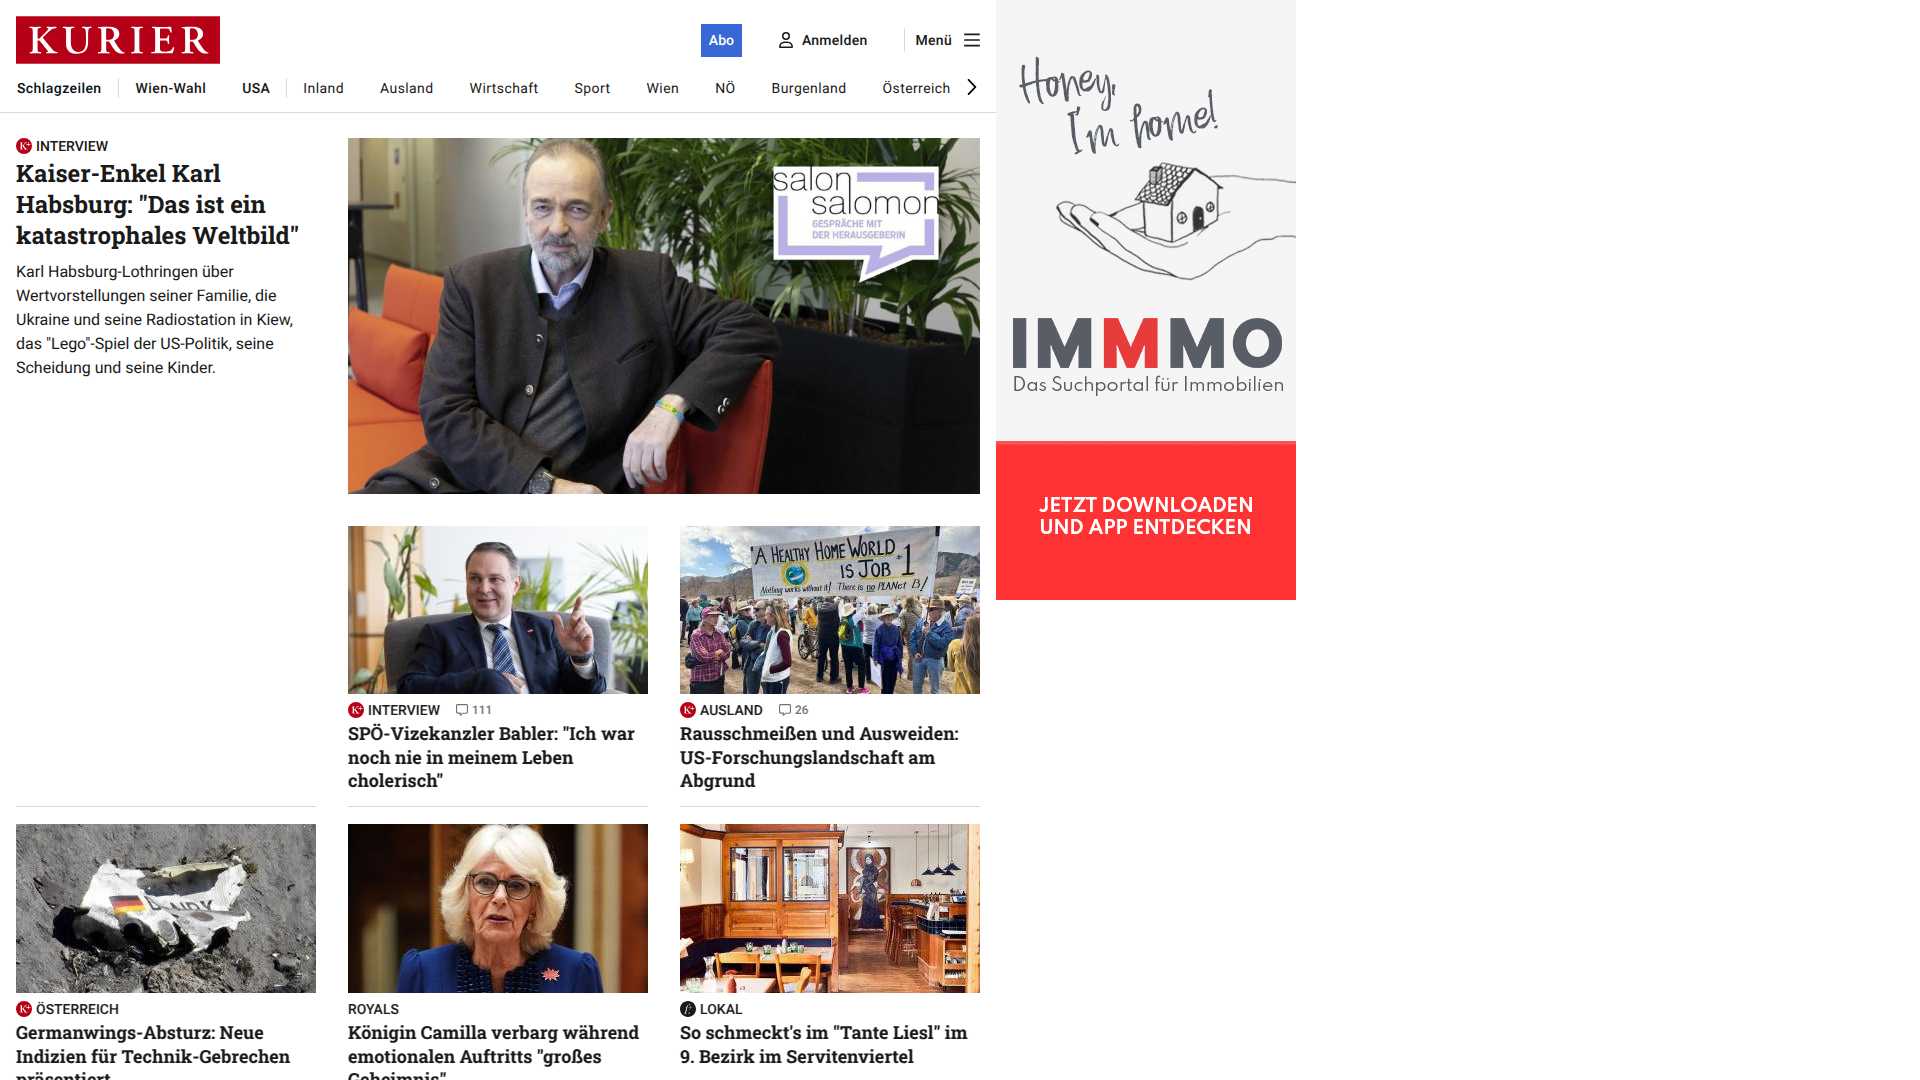 KURIER
Abo
Anmelden
Menü
Schlagzeilen
Wien-Wahl
USA
Inland
Ausland
Wirtschaft
Sport
Wien
NÖ
Burgenland
Österreich
INTERVIEW
Kaiser-Enkel Karl
Habsburg: "Das ist ein
katastrophales Weltbild"
Karl Habsburg-Lothringen über
Wertvorstellungen seiner Familie, die
Ukraine und seine Radiostation in Kiew,
das "Lego"-Spiel der US-Politik, seine
Scheidung und seine Kinder.
salon
salomon
GESPRÄCHE MIT
DER HERAUSGEBERIN
INTERVIEW 111
SPÖ-Vizekanzler Babler: "Ich war
noch nie in meinem Leben
cholerisch"
A HEALTHY HOME WORLD
IS JOB #1
Nothing works without it! There is no PLANet B!
AUSLAND 26
Rausschmeißen und Ausweiden:
US-Forschungslandschaft am
Abgrund
ÖSTERREICH
Germanwings-Absturz: Neue
Indizien für Technik-Gebrechen
präsentiert
ROYALS
Königin Camilla verbarg während
emotionalen Auftritts "großes
Geheimnis"
LOKAL
So schmeckt's im "Tante Liesl" im
9. Bezirk im Servitenviertel
Honey,
I'm home!
IMMMO
Das Suchportal für Immobilien
JETZT DOWNLOADEN
UND APP ENTDECKEN